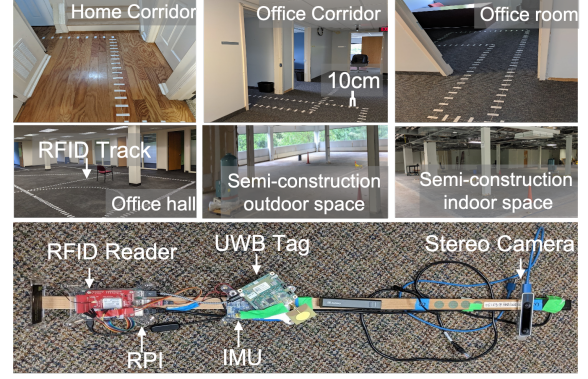 Home Corridor
Office Corridor
10cm
Office room
RFID Track
Office hall
Semi-construction
outdoor space
Semi-construction
indoor space
RFID Reader
UWB Tag
Stereo Camera
RPI
IMU